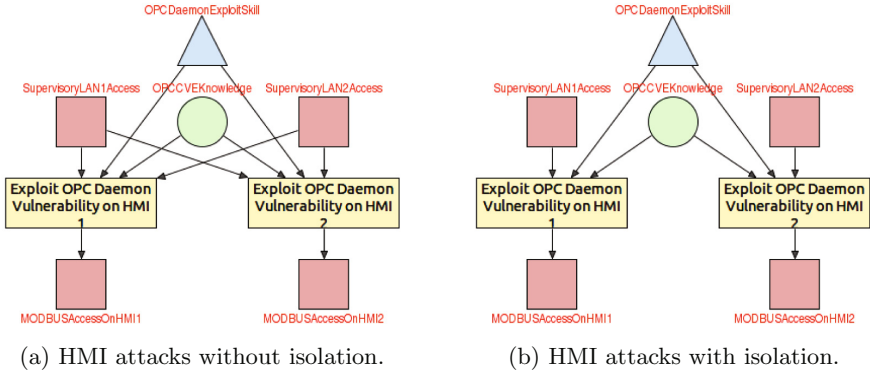 OPCDaemonExploitSkill
SupervisoryLAN1Access
OPCCVEKnowledge
SupervisoryLAN2Access
Exploit OPC Daemon
Vulnerability on HMI
1
Exploit OPC Daemon
Vulnerability on HMI
2
MODBUSAccessOnHMI1
MODBUSAccessOnHMI2
(a) HMI attacks without isolation.
OPCDaemonExploitSkill
SupervisoryLAN1Access
OPCCVEKnowledge
SupervisoryLAN2Access
Exploit OPC Daemon
Vulnerability on HMI
1
Exploit OPC Daemon
Vulnerability on HMI
2
MODBUSAccessOnHMI1
MODBUSAccessOnHMI2
(b) HMI attacks with isolation.